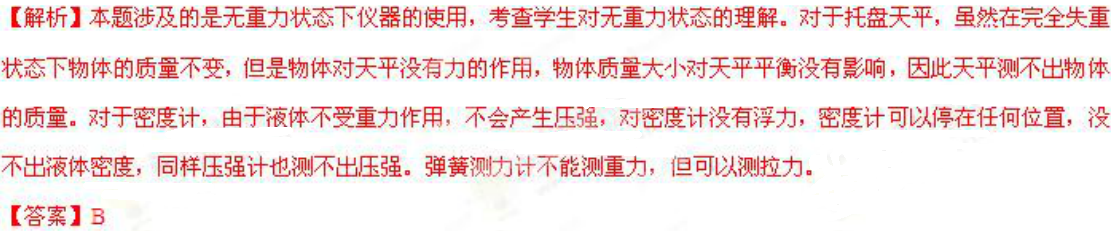 【解析】本题涉及的是无重力状态下仪器的使用，考查学生对无重力状态的理解。对于托盘天平，虽然在完全失重
状态下物体的质量不变，但是物体对天平没有力的作用，物体质量大小对天平平衡没有影响，因此天平测不出物体
的质量。对于密度计，由于液体不受重力作用，不会产生压强，对密度计没有浮力，密度计可以停在任何位置，没
不出液体密度，同样压强计也测不出压强。弹簧测力计不能测重力，但可以测拉力。
【答案】B